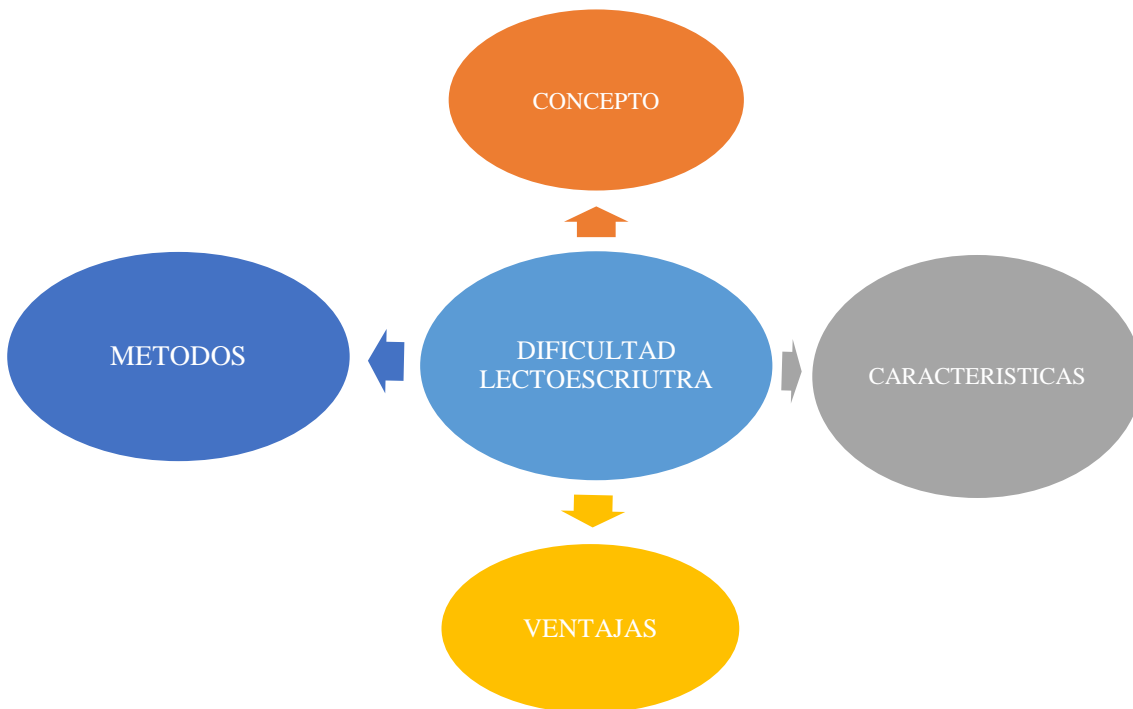 CONCEPTO
METODOS
DIFICULTAD
LECTOESCRIUTRA
CARACTERISTICAS
VENTAJAS